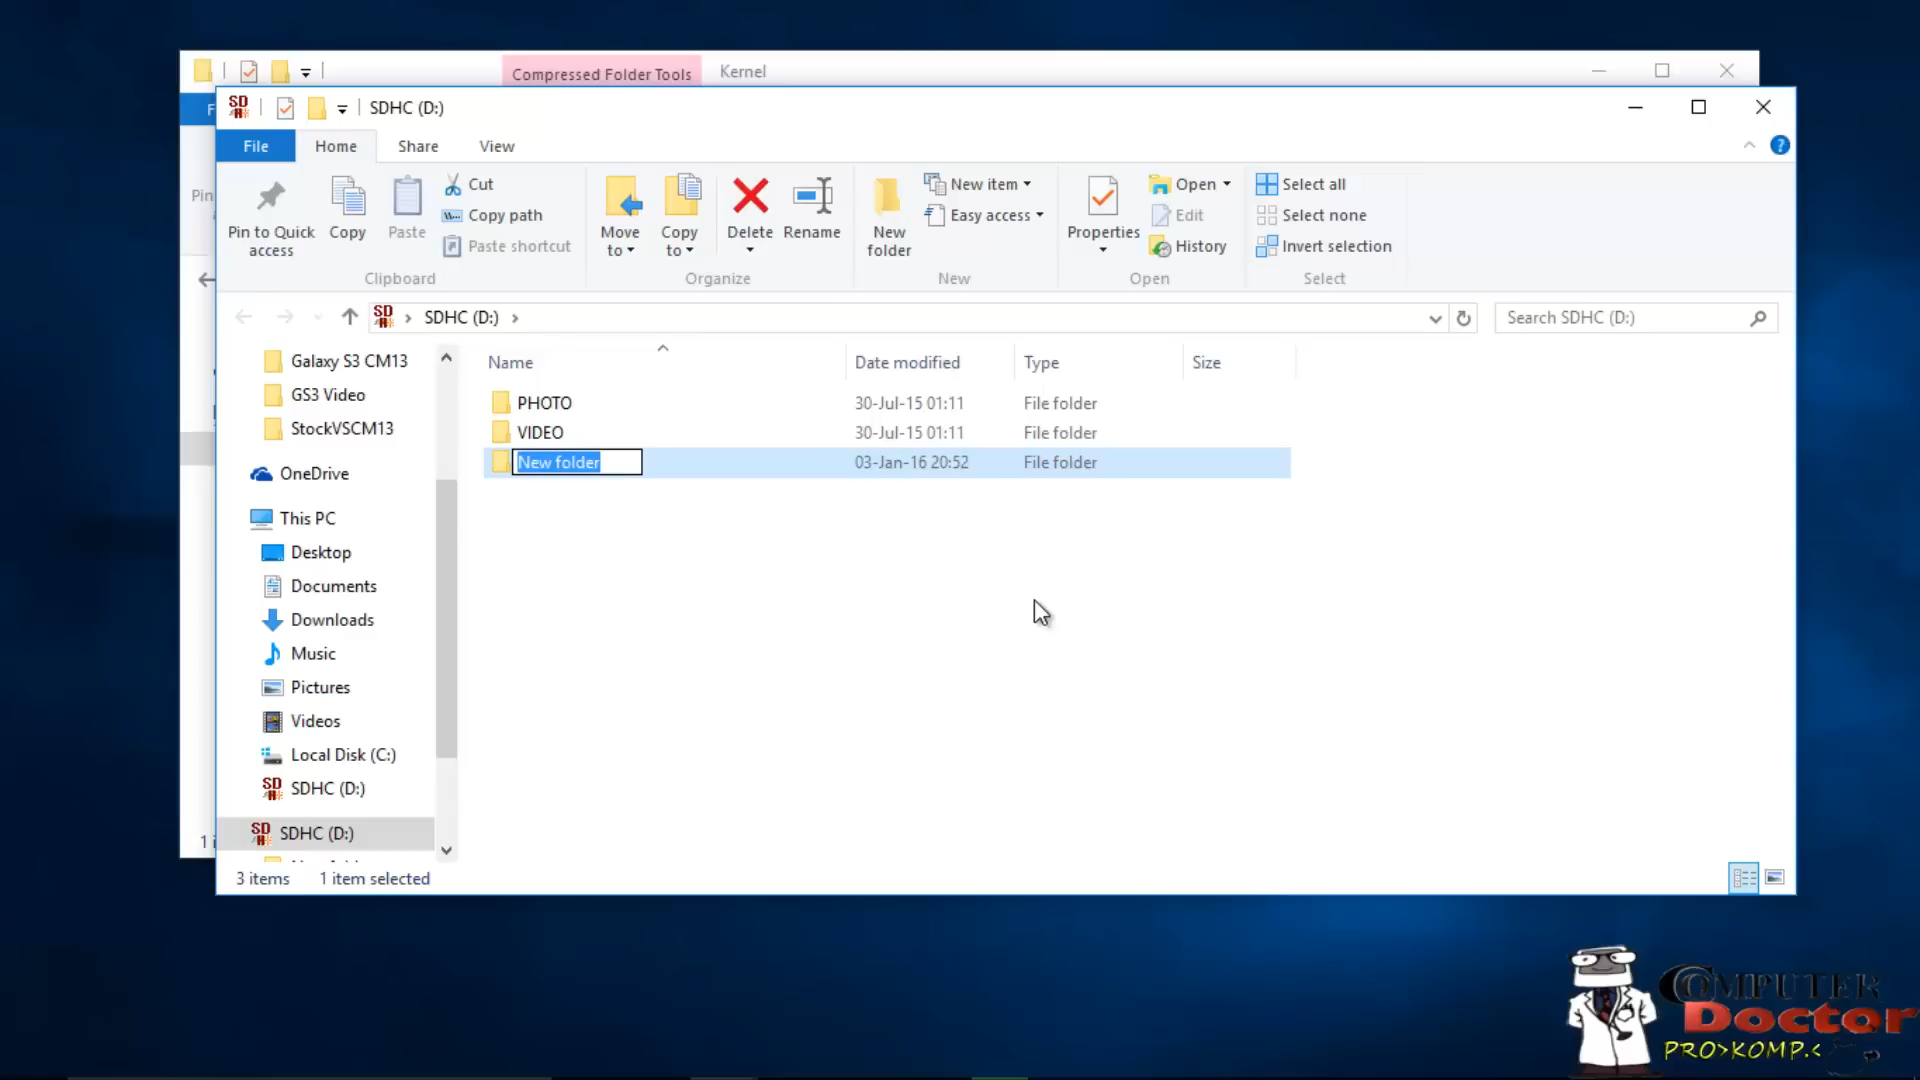 Compressed Folder Tools Kernel
SDHC (D:)
File Home Share View
Pin to Quick access
Copy
Paste
Cut
Copy path
Paste shortcut
Clipboard
Move to
Copy to
Delete
Rename
Organize
New folder
New item
Easy access
New
Properties
Open
Edit
History
Open
Select all
Select none
Invert selection
Select
SDHC (D:)
Search SDHC (D:)
Galaxy S3 CM13
GS3 Video
StockVSCM13
OneDrive
This PC
Desktop
Documents
Downloads
Music
Pictures
Videos
Local Disk (C:)
SDHC (D:)
SDHC (D:)
Name Date modified Type Size
PHOTO 30-Jul-15 01:11 File folder
VIDEO 30-Jul-15 01:11 File folder
New folder 03-Jan-16 20:52 File folder
3 items 1 item selected
COMPUTER
Doctor
PRO>KOMP.<